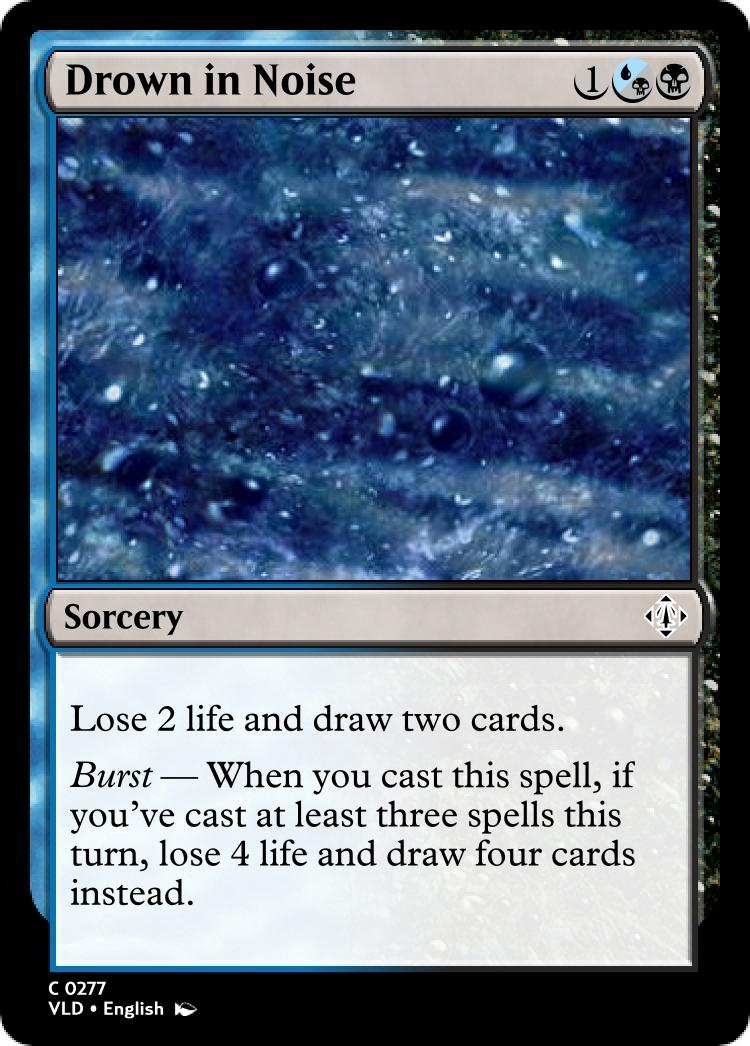 Drown in Noise 1
Sorcery
Lose 2 life and draw two cards.
Burst — When you cast this spell, if
you've cast at least three spells this
turn, lose 4 life and draw four cards
instead.
C 0277
VLD • English